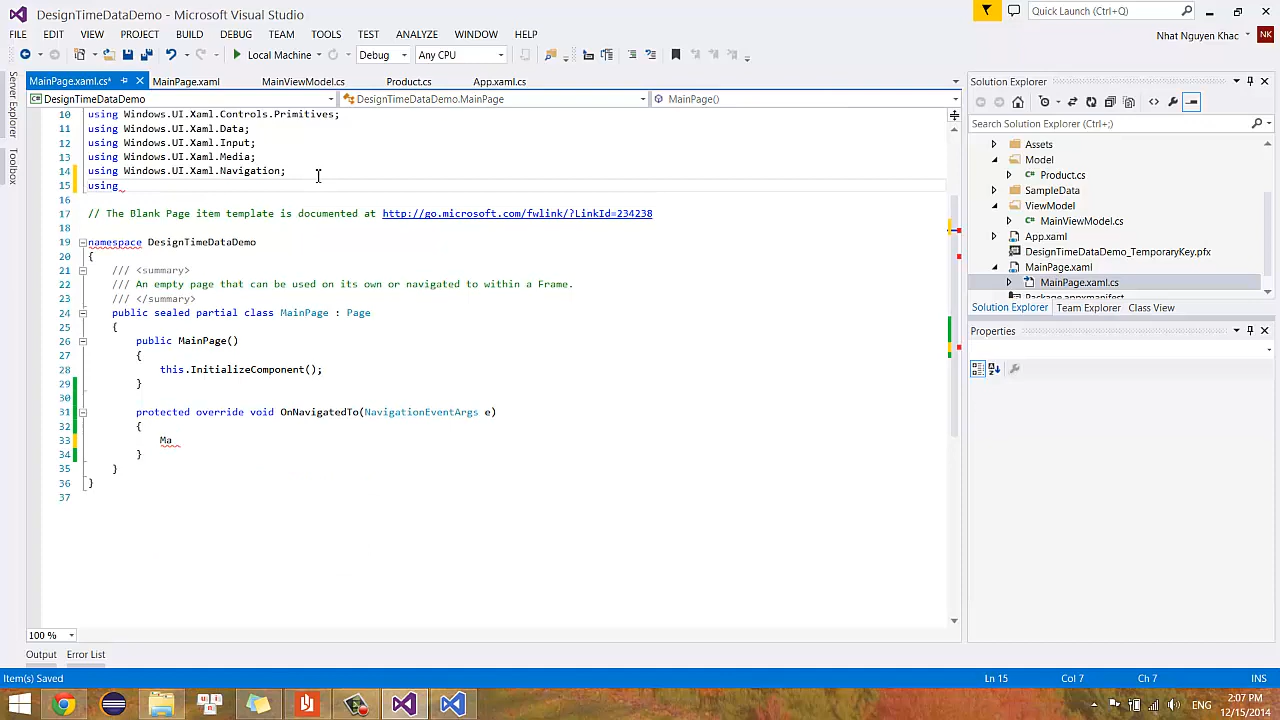 DesignTimeDataDemo - Microsoft Visual Studio
Quick Launch (Ctrl+Q)
FILE EDIT VIEW PROJECT BUILD DEBUG TEAM TOOLS TEST ANALYZE WINDOW HELP
Nhat Nguyen Khac
NK
Local Machine Debug Any CPU
MainPage.xaml.cs* MainPage.xaml MainViewModel.cs Product.cs App.xaml.cs
DesignTimeDataDemo DesignTimeDataDemo.MainPage MainPage()
Server Explorer
Toolbox
10 using Windows.UI.Xaml.Controls.Primitives;
11 using Windows.UI.Xaml.Data;
12 using Windows.UI.Xaml.Input;
13 using Windows.UI.Xaml.Media;
14 using Windows.UI.Xaml.Navigation;
15 using
16
17 // The Blank Page item template is documented at http://go.microsoft.com/fwlink/?LinkId=234238
18
19 namespace DesignTimeDataDemo
20 {
21 /// <summary>
22 /// An empty page that can be used on its own or navigated to within a Frame.
23 /// </summary>
24 public sealed partial class MainPage : Page
25 {
26 public MainPage()
27 {
28 this.InitializeComponent();
29 }
30
31 protected override void OnNavigatedTo(NavigationEventArgs e)
32 {
33 Ma
34 }
35 }
36 }
37
100 %
Output Error List
Solution Explorer
Search Solution Explorer (Ctrl+;)
Assets
Model
Product.cs
SampleData
ViewModel
MainViewModel.cs
App.xaml
DesignTimeDataDemo_TemporaryKey.pfx
MainPage.xaml
MainPage.xaml.cs
Package.appxmanifest
Solution Explorer Team Explorer Class View
Properties
Item(s) Saved Ln 15 Col 7 Ch 7 INS
ENG
2:07 PM
12/15/2014